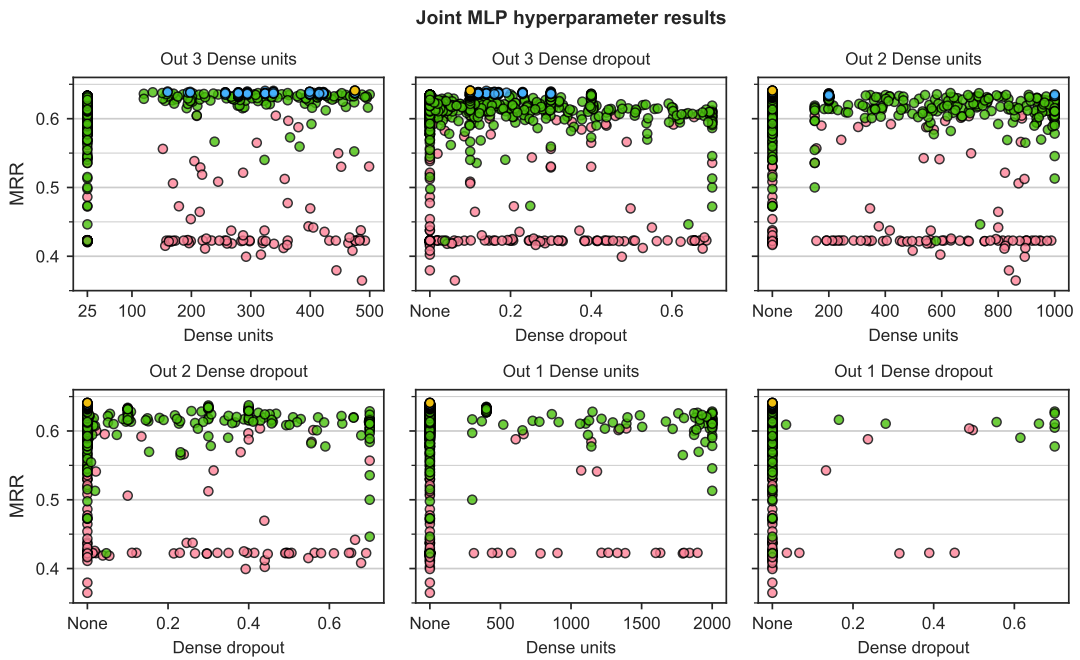 Joint MLP hyperparameter results
Out 3 Dense units
Out 3 Dense dropout
Out 2 Dense units
MRR
0.6
0.5
0.4
25 100 200 300 400 500
None 0.2 0.4 0.6
None 200 400 600 800 1000
Dense units
Dense dropout
Dense units
Out 2 Dense dropout
Out 1 Dense units
Out 1 Dense dropout
MRR
0.6
0.5
0.4
None 0.2 0.4 0.6
None 500 1000 1500 2000
None 0.2 0.4 0.6
Dense dropout
Dense units
Dense dropout